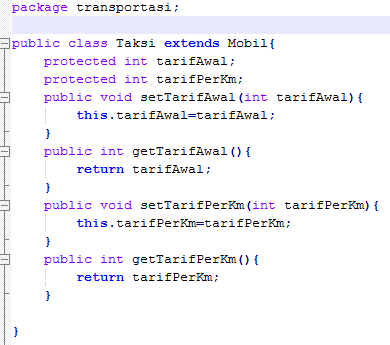 package transportasi;
public class Taksi extends Mobil{
protected int tarifAwal;
protected int tarifPerKm;
public void setTarifAwal(int tarifAwal){
this.tarifAwal=tarifAwal;
}
public int getTarifAwal(){
return tarifAwal;
}
public void setTarifPerKm(int tarifPerKm){
this.tarifPerKm=tarifPerKm;
}
public int getTarifPerKm(){
return tarifPerKm;
}
}